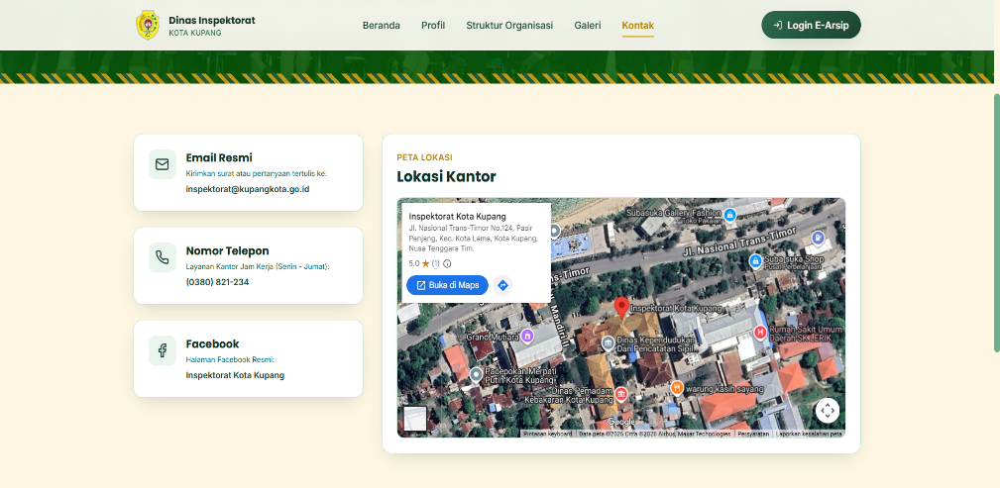 Dinas Inspektorat
KOTA KUPANG
Beranda
Profil
Struktur Organisasi
Galeri
Kontak
Login E-Arsip
Email Resmi
Kirimkan surat atau pertanyaan tertulis ke:
inspektorat@kupangkota.go.id
Nomor Telepon
Layanan Kantor Jam Kerja (Senin - Jumat):
(0380) 821-234
Facebook
Halaman Facebook Resmi:
Inspektorat Kota Kupang
PETA LOKASI
Lokasi Kantor
Inspektorat Kota Kupang
Jl. Nasional Trans-Timor No.124, Pasir
Panjang, Kec. Kota Lama, Kota Kupang,
Nusa Tenggara Tim.
5.0 ★ (1)
Buka di Maps
Subasuka Gallery Fashion
Toko Pakaian
Jl. Nasional Trans-Timor
Suba suka Shop
Pusat Perbelanjaan
s-Timor
Mandiri II
Inspektorat Kota Kupang
Grand Mutiara
Dinas Kependudukan
Dan Pencatatan Sipil
Rumah Sakit Umum
Daerah SK. LERIK
Padepokan Merpati
Putih Kota Kupang
Dinas Pemadam
Kebakaran Kota Kupang
warung kasih sayang
Google
Pintasan keyboard
Data peta ©2026 Citra ©2026 Airbus, Maxar Technologies
Persyaratan
Laporkan kesalahan peta